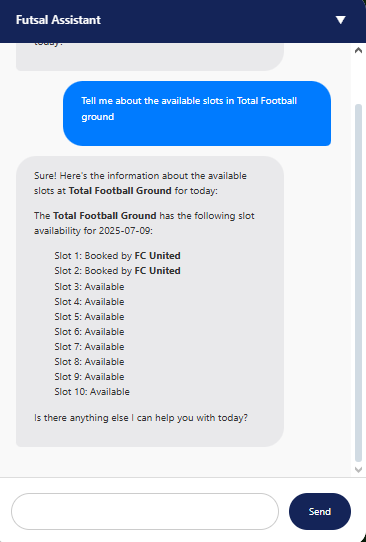 Futsal Assistant
▼
today?
Tell me about the available slots in Total Football
ground
Sure! Here's the information about the available
slots at Total Football Ground for today:
The Total Football Ground has the following slot
availability for 2025-07-09:
Slot 1: Booked by FC United
Slot 2: Booked by FC United
Slot 3: Available
Slot 4: Available
Slot 5: Available
Slot 6: Available
Slot 7: Available
Slot 8: Available
Slot 9: Available
Slot 10: Available
Is there anything else I can help you with today?
Send